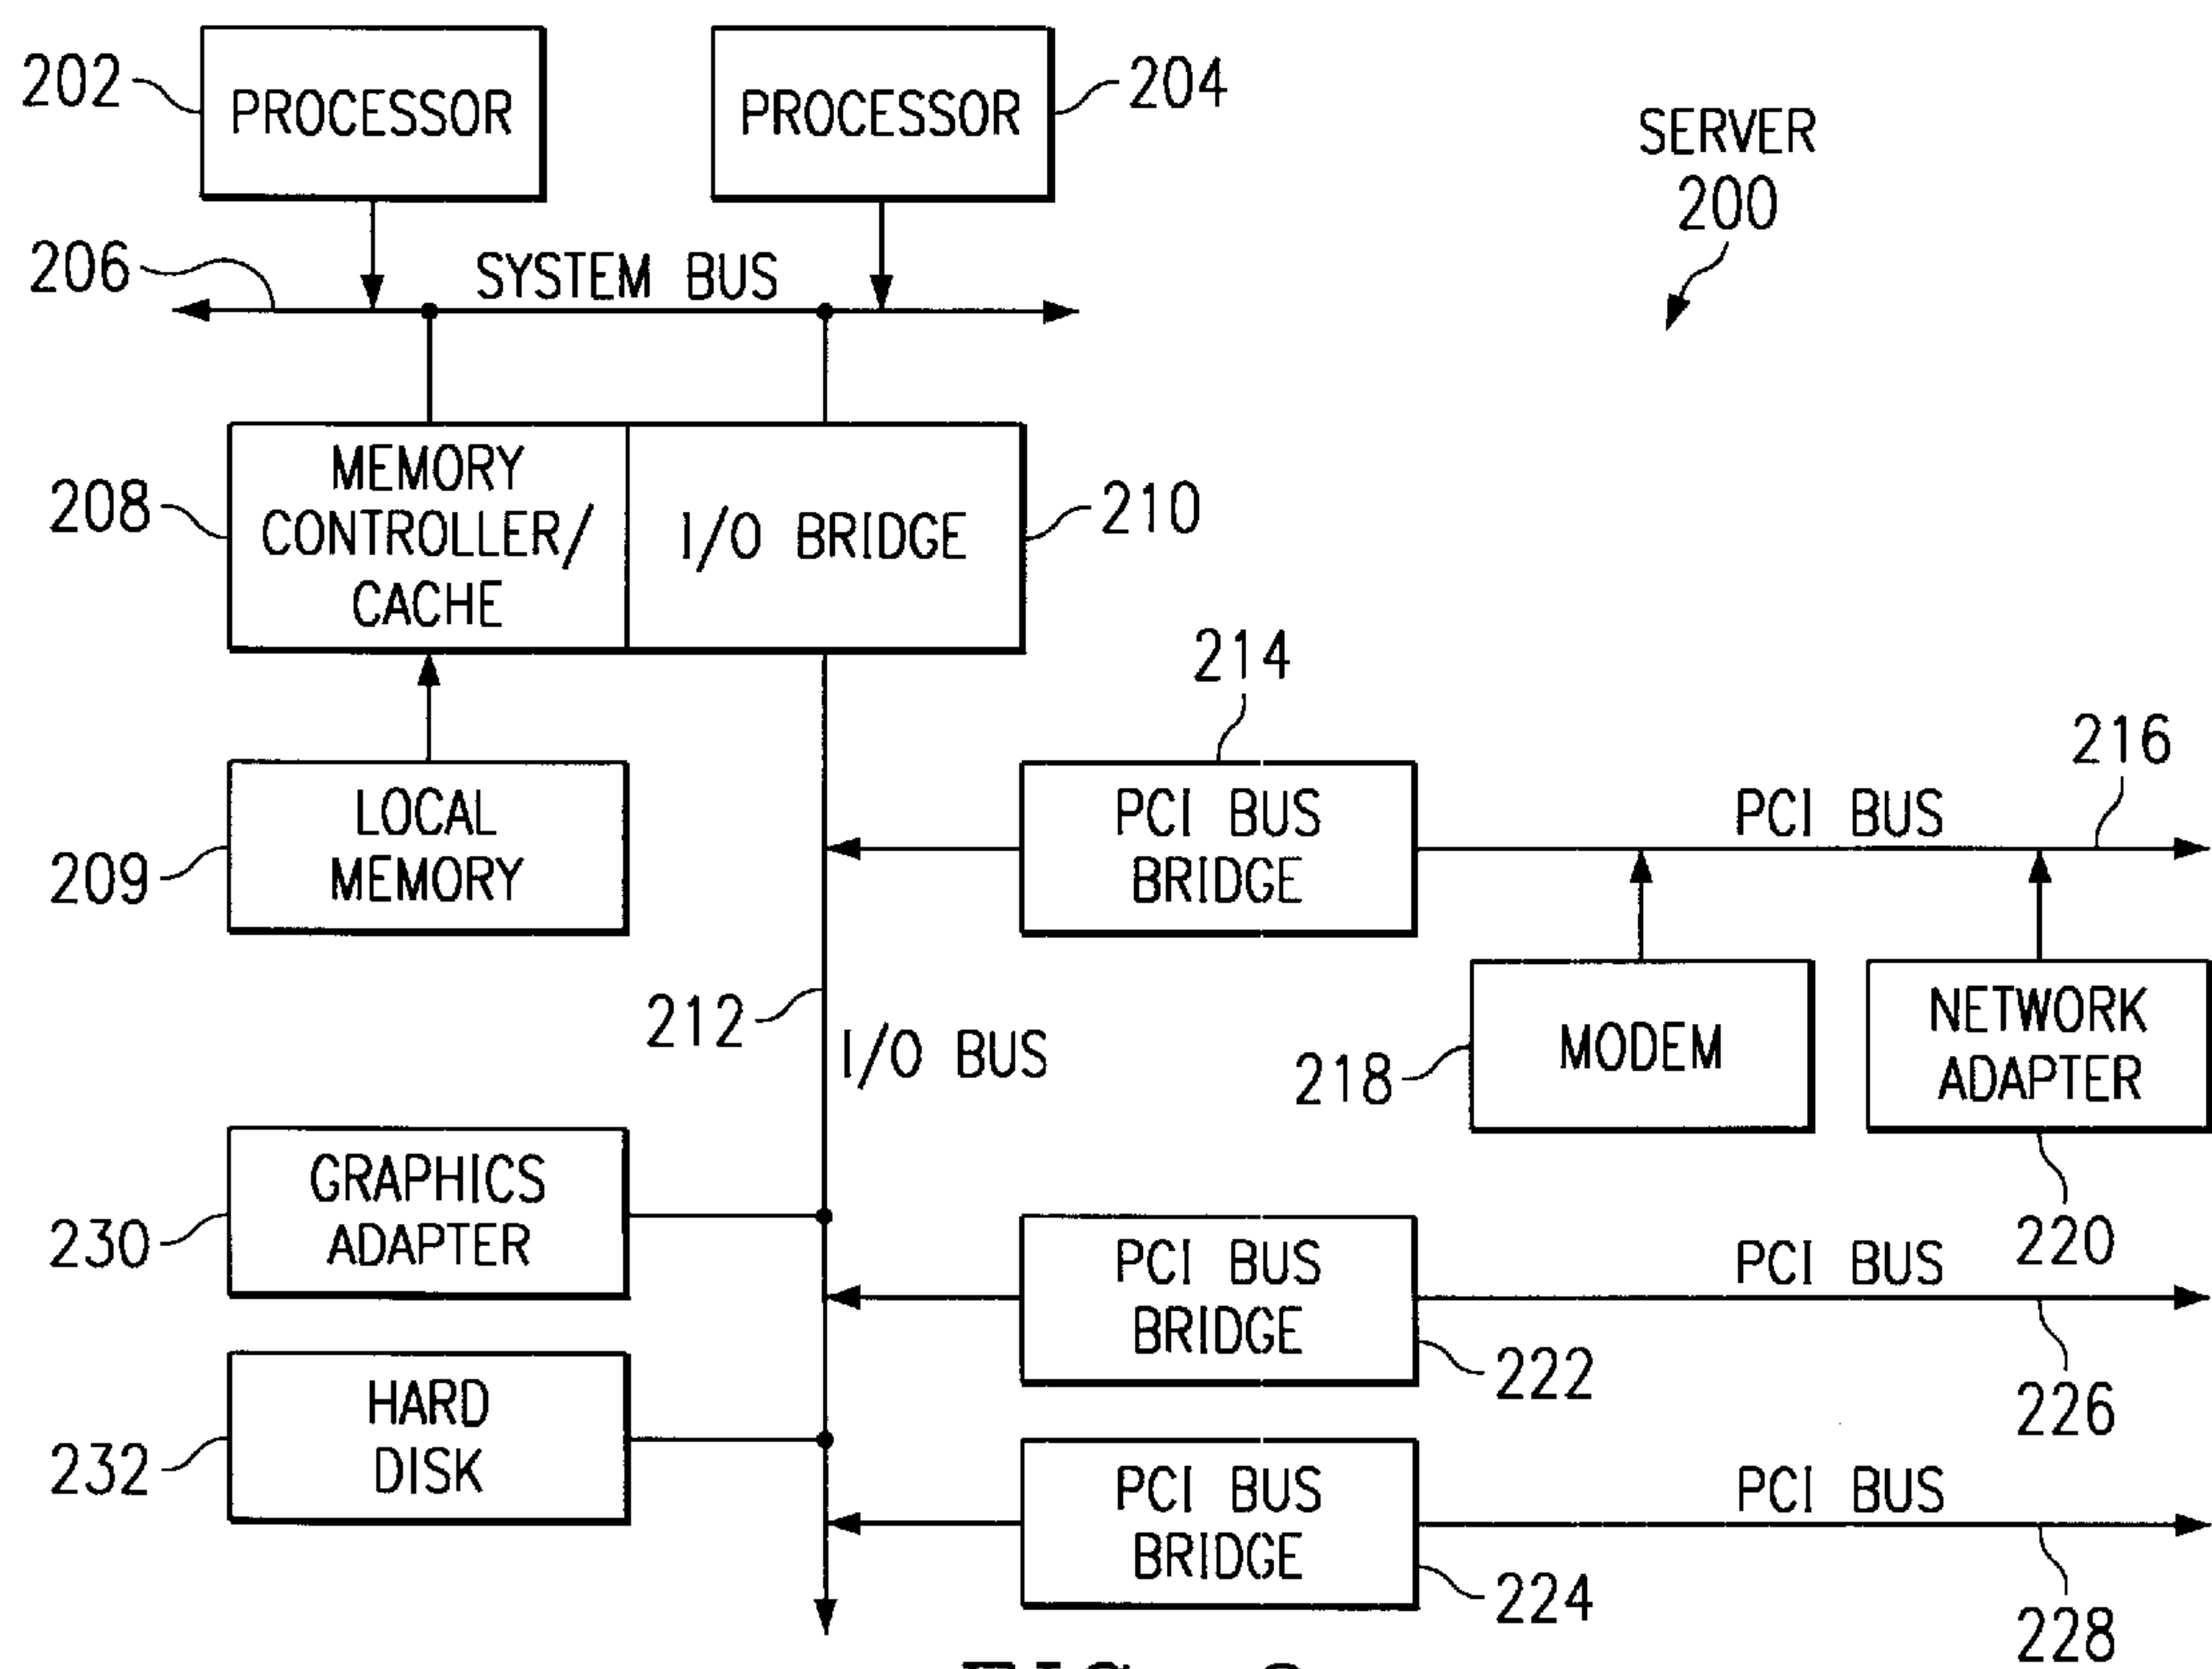 202
PROCESSOR
PROCESSOR
204
SERVER
200
206
SYSTEM BUS
208
MEMORY
CONTROLLER/
CACHE
I/O BRIDGE
210
214
216
209
LOCAL
MEMORY
PCI BUS
BRIDGE
PCI BUS
212
I/O BUS
218
MODEM
NETWORK
ADAPTER
220
230
GRAPHICS
ADAPTER
PCI BUS
BRIDGE
222
PCI BUS
226
232
HARD
DISK
PCI BUS
BRIDGE
224
PCI BUS
228